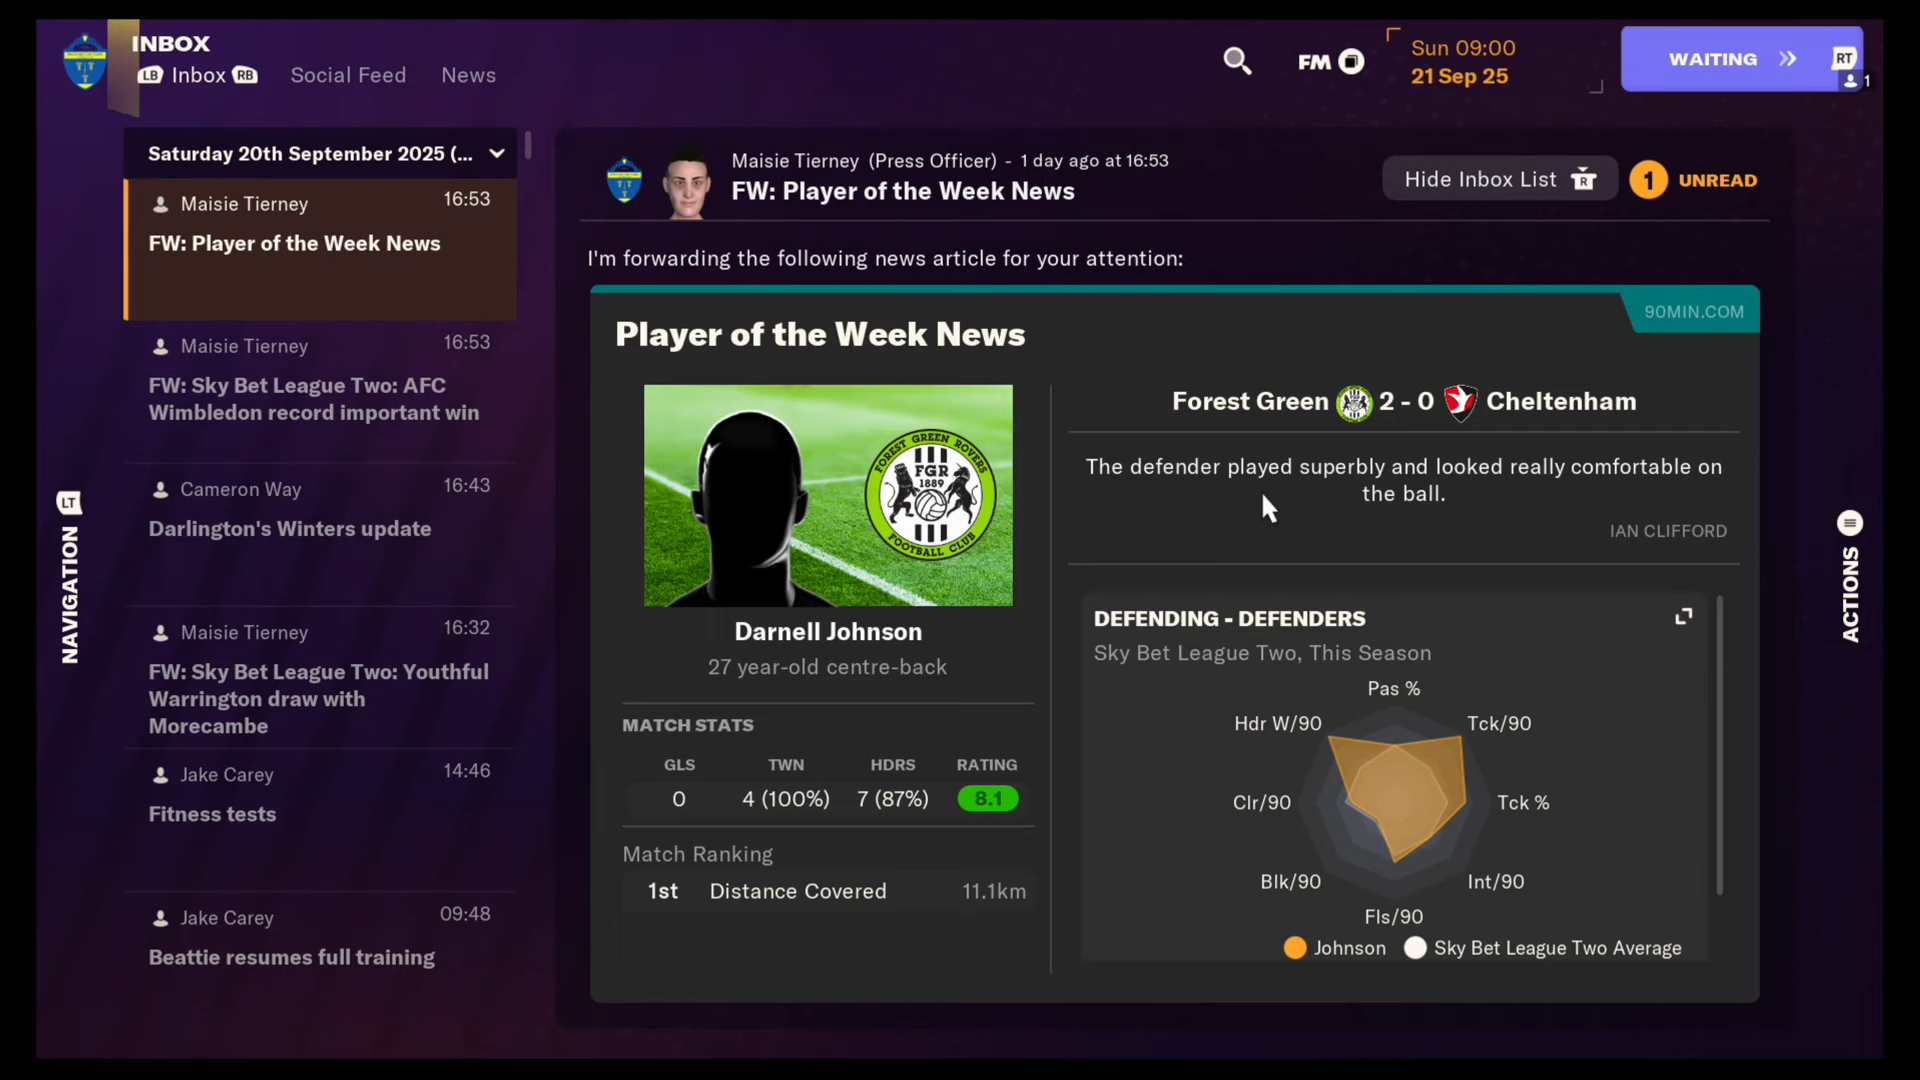 INBOX
LB Inbox RB Social Feed News
FM
Sun 09:00
21 Sep 25
WAITING
RT
1
Saturday 20th September 2025 (...
Maisie Tierney 16:53
FW: Player of the Week News
Maisie Tierney 16:53
FW: Sky Bet League Two: AFC
Wimbledon record important win
Cameron Way 16:43
Darlington's Winters update
Maisie Tierney 16:32
FW: Sky Bet League Two: Youthful
Warrington draw with
Morecambe
Jake Carey 14:46
Fitness tests
Jake Carey 09:48
Beattie resumes full training
LT
NAVIGATION
Maisie Tierney (Press Officer) - 1 day ago at 16:53
FW: Player of the Week News
Hide Inbox List R
1 UNREAD
I'm forwarding the following news article for your attention:
90MIN.COM
Player of the Week News
FOREST GREEN ROVERS
FGR
1889
FOOTBALL CLUB
Darnell Johnson
27 year-old centre-back
MATCH STATS
GLS TWN HDRS RATING
0 4 (100%) 7 (87%) 8.1
Match Ranking
1st Distance Covered 11.1km
Forest Green 2 - 0 Cheltenham
The defender played superbly and looked really comfortable on
the ball.
IAN CLIFFORD
DEFENDING - DEFENDERS
Sky Bet League Two, This Season
Pas %
Hdr W/90 Tck/90
Clr/90 Tck %
Blk/90 Int/90
Fls/90
Johnson Sky Bet League Two Average
ACTIONS